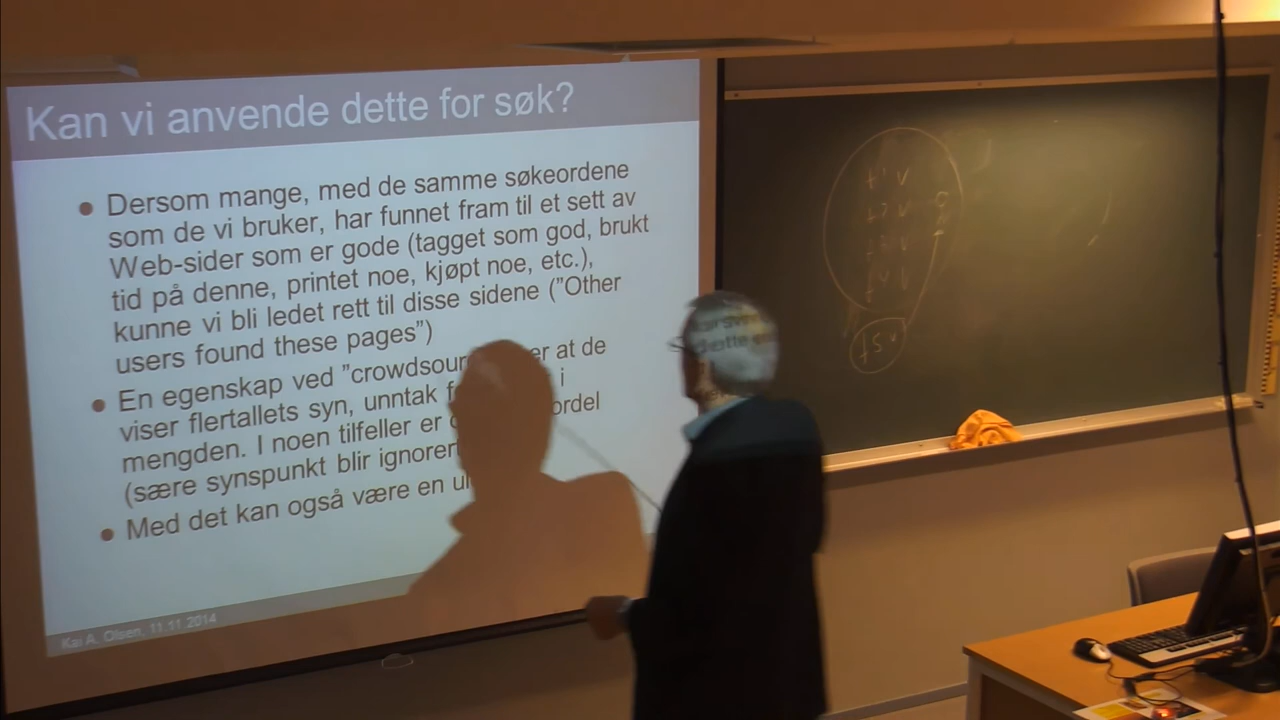 Kan vi anvende dette for søk?
• Dersom mange, med de samme søkeordene
som de vi bruker, har funnet fram til et sett av
Web-sider som er gode (tagget som god, brukt
tid på denne, printet noe, kjøpt noe, etc.),
kunne vi bli ledet rett til disse sidene (”Other
users found these pages”)
• En egenskap ved at de
viser flertallets syn, unntak i
mengden. I noen tilfeller er
(sære synspunkt blir
• Med det kan også være en
Kai A. Olsen, 11.11.2014